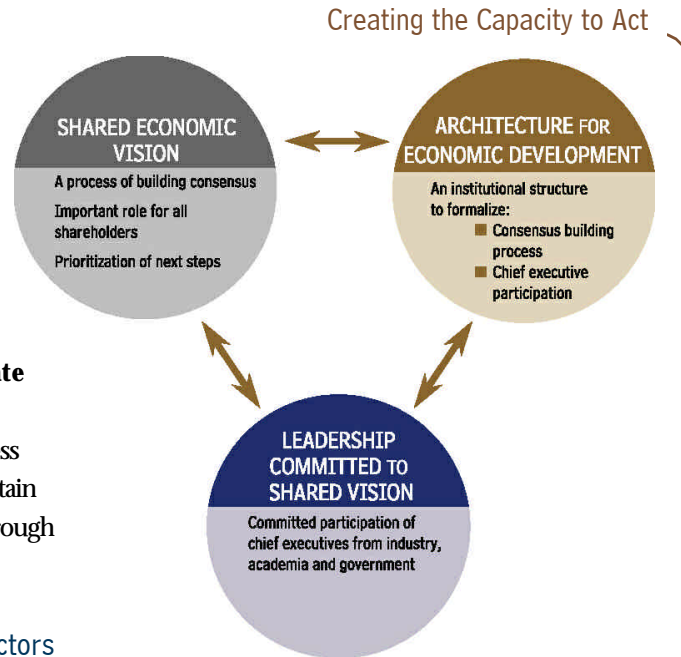 Creating the Capacity to Act
SHARED ECONOMIC
VISION
A process of building consensus
Important role for all
shareholders
Prioritization of next steps
ARCHITECTURE FOR
ECONOMIC DEVELOPMENT
An institutional structure
to formalize:
■ Consensus building
process
■ Chief executive
participation
LEADERSHIP
COMMITTED TO
SHARED VISION
Committed participation of
chief executives from industry,
academia and government